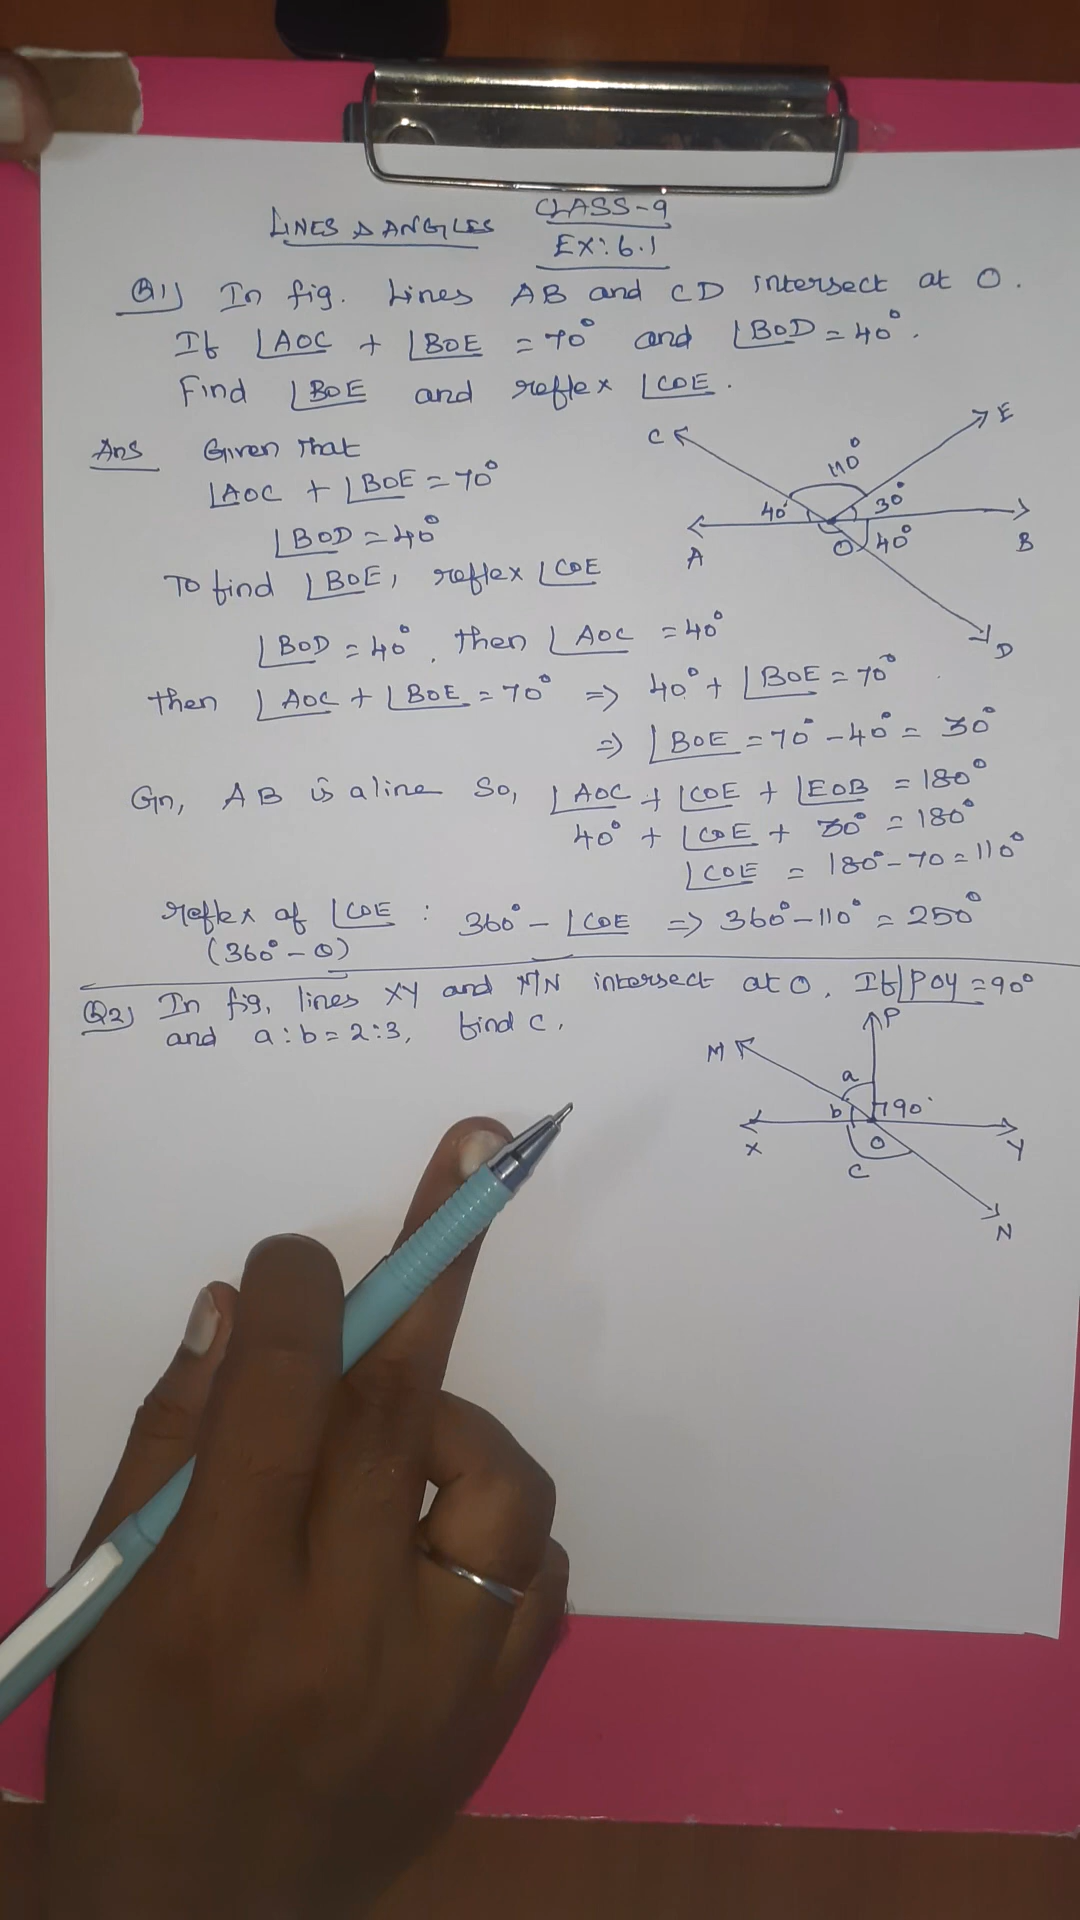 LINES & ANGLES
CLASS-9
EX: 6.1
Q1) In fig. Lines AB and CD intersect at O.
If ∠AOC + ∠BOE = 70° and ∠BOD = 40°.
Find ∠BOE and reflex ∠COE.
Ans Given that
∠AOC + ∠BOE = 70°
∠BOD = 40°
To find ∠BOE, reflex ∠COE
C E 110° 40° 30° A O 40° B D
∠BOD = 40°, then ∠AOC = 40°
then ∠AOC + ∠BOE = 70° => 40° + ∠BOE = 70°
=> ∠BOE = 70° - 40° = 30°
Gn, AB is a line So, ∠AOC + ∠COE + ∠EOB = 180°
40° + ∠COE + 30° = 180°
∠COE = 180° - 70 = 110°
reflex of ∠COE : 360° - ∠COE => 360° - 110° = 250°
(360° - θ)
Q2) In fig, lines XY and MN intersect at O. If ∠POY = 90°
and a:b = 2:3, find c.
M P a b 90° X O Y C N